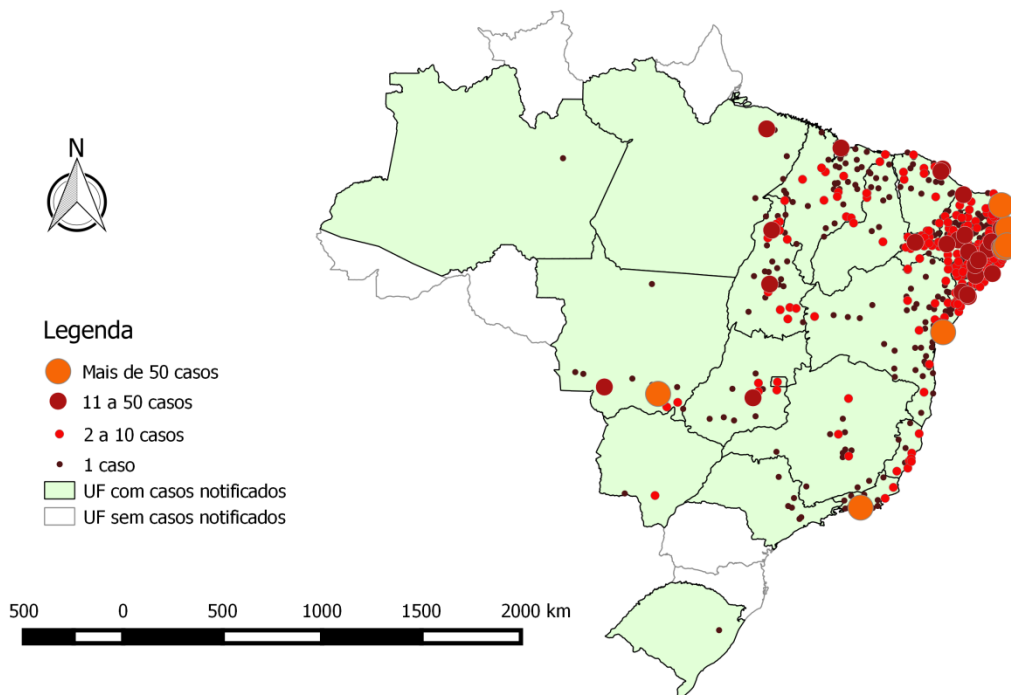 N
Legenda
Mais de 50 casos
11 a 50 casos
2 a 10 casos
1 caso
UF com casos notificados
UF sem casos notificados
500 0 500 1000 1500 2000 km